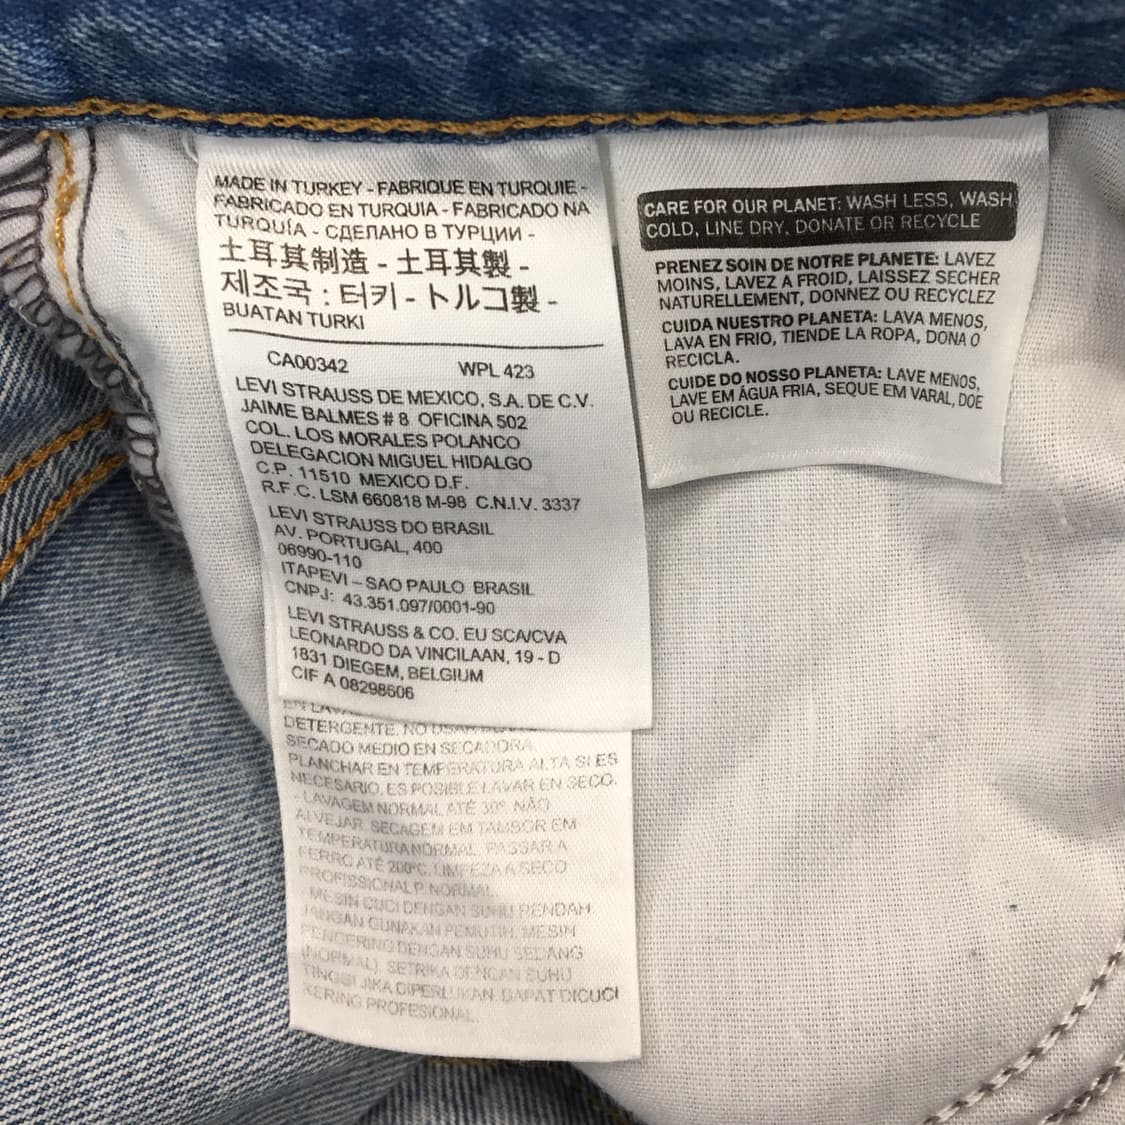 MADE IN TURKEY - FABRIQUE EN TURQUIE -
FABRICADO EN TURQUIA - FABRICADO NA
TURQUÍA - СДЕЛАНО В ТУРЦИИ -
土耳其制造 - 土耳其製 -
제조국 : 터키 - トルコ製 -
BUATAN TURKI
CA00342 WPL 423
LEVI STRAUSS DE MEXICO, S.A. DE C.V.
JAIME BALMES # 8 OFICINA 502
COL. LOS MORALES POLANCO
DELEGACION MIGUEL HIDALGO
C.P. 11510 MEXICO D.F.
R.F.C. LSM 660818 M-98 C.N.I.V. 3337
LEVI STRAUSS DO BRASIL
AV. PORTUGAL, 400
06990-110
ITAPEVI – SAO PAULO BRASIL
CNPJ: 43.351.097/0001-90
LEVI STRAUSS & CO. EU SCA/CVA
LEONARDO DA VINCILAAN, 19 - D
1831 DIEGEM, BELGIUM
CIF A 08298606
DETERGENTE. NO USAR
SECADO MEDIO EN SECADORA.
PLANCHAR EN TEMPERATURA ALTA SI ES
NECESARIO. ES POSIBLE LAVAR EN SECO.
- LAVAGEM NORMAL ATÉ 30° NÃO
ALVEJAR. SECAGEM EM TAMBOR EM
TEMPERATURA NORMAL. PASSAR A
FERRO ATÉ 200°C. LIMPEZA A SECO
PROFISSIONAL P NORMAL.
- MESIN CUCI DENGAN SUHU RENDAH.
JANGAN GUNAKAN PEMUTIH. MESIN
PENGERING DENGAN SUHU SEDANG
(NORMAL). SETRIKA DENGAN SUHU
TINGGI JIKA DIPERLUKAN. DAPAT DICUCI
KERING PROFESIONAL.
CARE FOR OUR PLANET: WASH LESS, WASH
COLD, LINE DRY, DONATE OR RECYCLE
PRENEZ SOIN DE NOTRE PLANETE: LAVEZ
MOINS, LAVEZ A FROID, LAISSEZ SECHER
NATURELLEMENT, DONNEZ OU RECYCLEZ
CUIDA NUESTRO PLANETA: LAVA MENOS,
LAVA EN FRIO, TIENDE LA ROPA, DONA O
RECICLA.
CUIDE DO NOSSO PLANETA: LAVE MENOS,
LAVE EM ÁGUA FRIA, SEQUE EM VARAL, DOE
OU RECICLE.